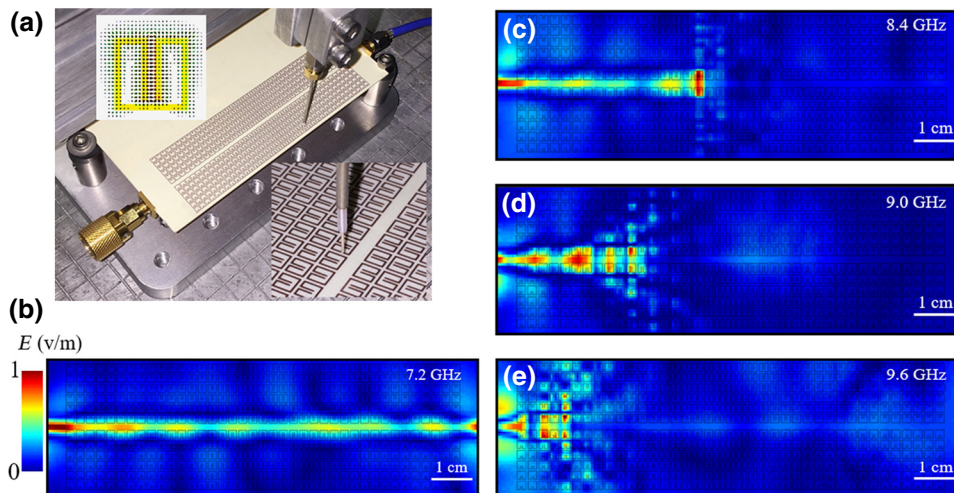 (a)
(b)
E (v/m)
1
0
7.2 GHz
1 cm
(c)
8.4 GHz
1 cm
(d)
9.0 GHz
1 cm
(e)
9.6 GHz
1 cm